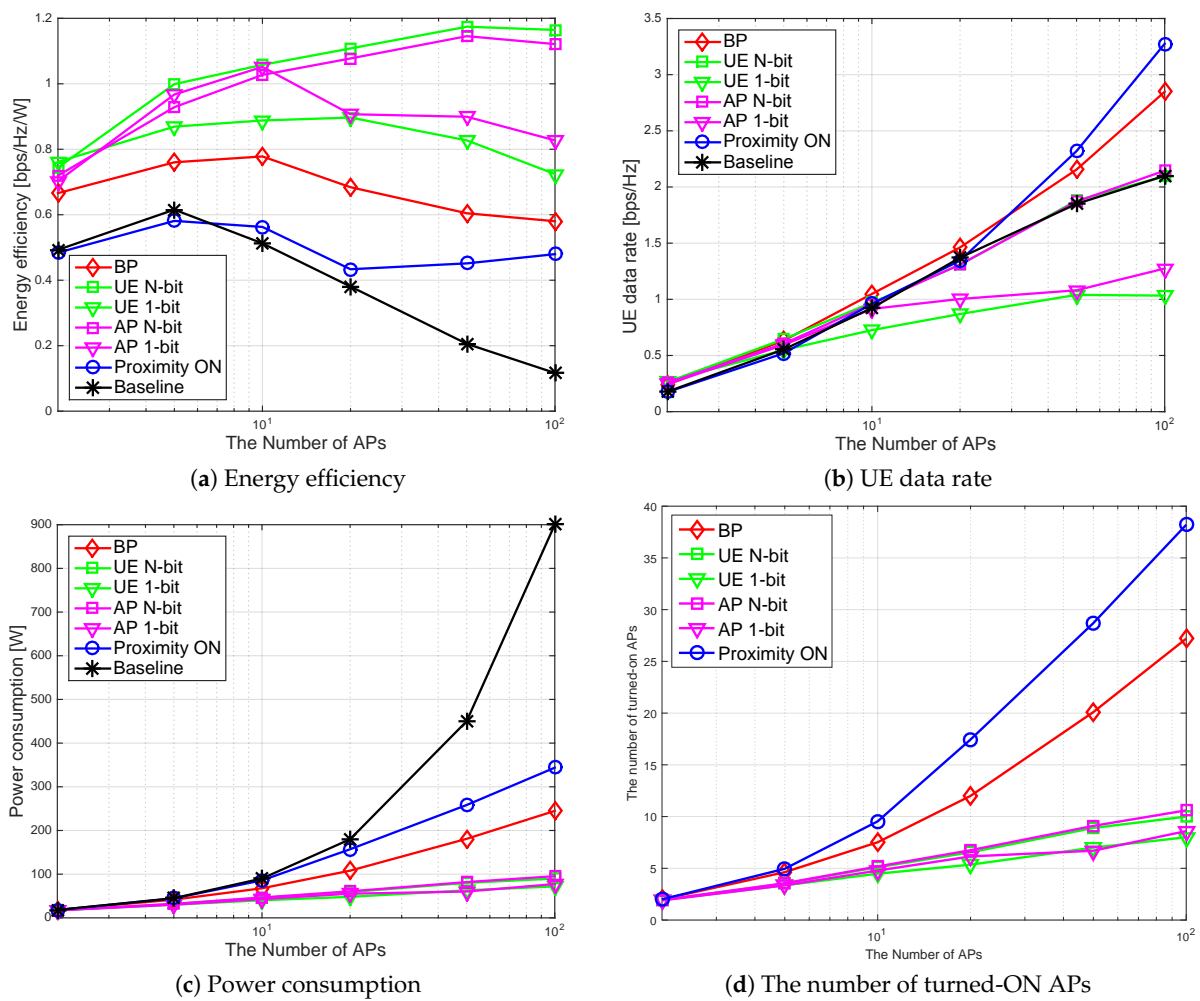 1.2
1
0.8
0.6
0.4
0.2
0
Energy efficiency [bps/Hz/W]
BP
UE N-bit
UE 1-bit
AP N-bit
AP 1-bit
Proximity ON
Baseline
10^1
10^2
The Number of APs
(a) Energy efficiency
3.5
3
2.5
2
1.5
1
0.5
0
UE data rate [bps/Hz]
BP
UE N-bit
UE 1-bit
AP N-bit
AP 1-bit
Proximity ON
Baseline
10^1
10^2
The Number of APs
(b) UE data rate
900
800
700
600
500
400
300
200
100
0
Power consumption [W]
BP
UE N-bit
UE 1-bit
AP N-bit
AP 1-bit
Proximity ON
Baseline
10^1
10^2
The Number of APs
(c) Power consumption
40
35
30
25
20
15
10
5
0
The number of turned-on APs
BP
UE N-bit
UE 1-bit
AP N-bit
AP 1-bit
Proximity ON
10^1
10^2
The Number of APs
(d) The number of turned-ON APs